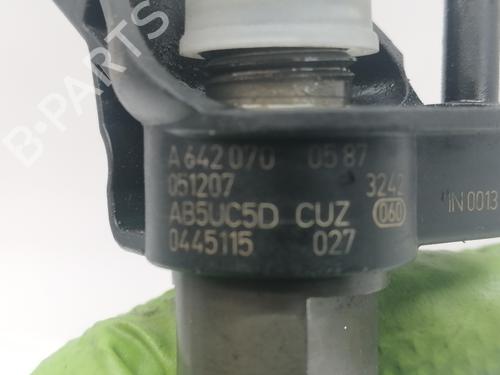 A 642 070 05 87
051207 3242
AB5UC5D CUZ 060
0445115 027
IN 0013
B-PARTS